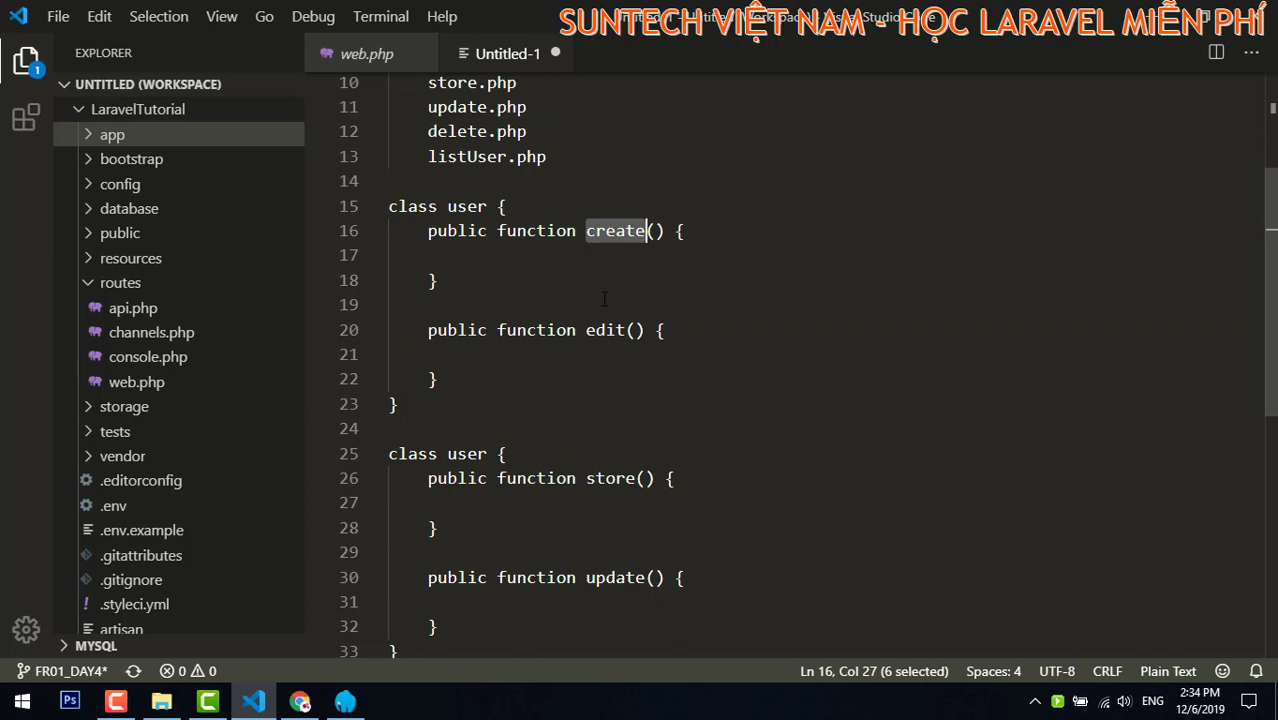 File Edit Selection View Go Debug Terminal Help
SUNTECH VIỆT NAM - HỌC LARAVEL MIỄN PHÍ
EXPLORER
web.php
Untitled-1
1
UNTITLED (WORKSPACE)
LaravelTutorial
app
bootstrap
config
database
public
resources
routes
api.php
channels.php
console.php
web.php
storage
tests
vendor
.editorconfig
.env
.env.example
.gitattributes
.gitignore
.styleci.yml
artisan
MYSQL
10 store.php
11 update.php
12 delete.php
13 listUser.php
14
15 class user {
16 public function create() {
17
18 }
19
20 public function edit() {
21
22 }
23 }
24
25 class user {
26 public function store() {
27
28 }
29
30 public function update() {
31
32 }
33 }
FR01_DAY4* 0 0 Ln 16, Col 27 (6 selected) Spaces: 4 UTF-8 CRLF Plain Text
Ps ENG 2:34 PM
12/6/2019